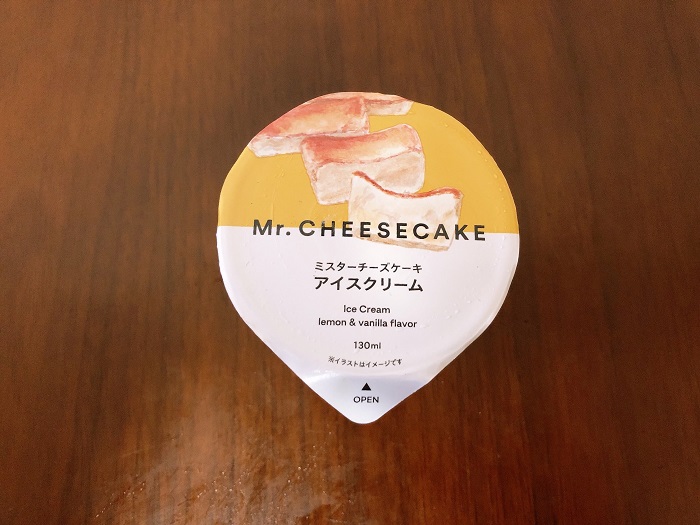 Mr. CHEESECAKE
ミスターチーズケーキ
アイスクリーム
Ice Cream
lemon & vanilla flavor
130ml
※イラストはイメージです
▲
OPEN